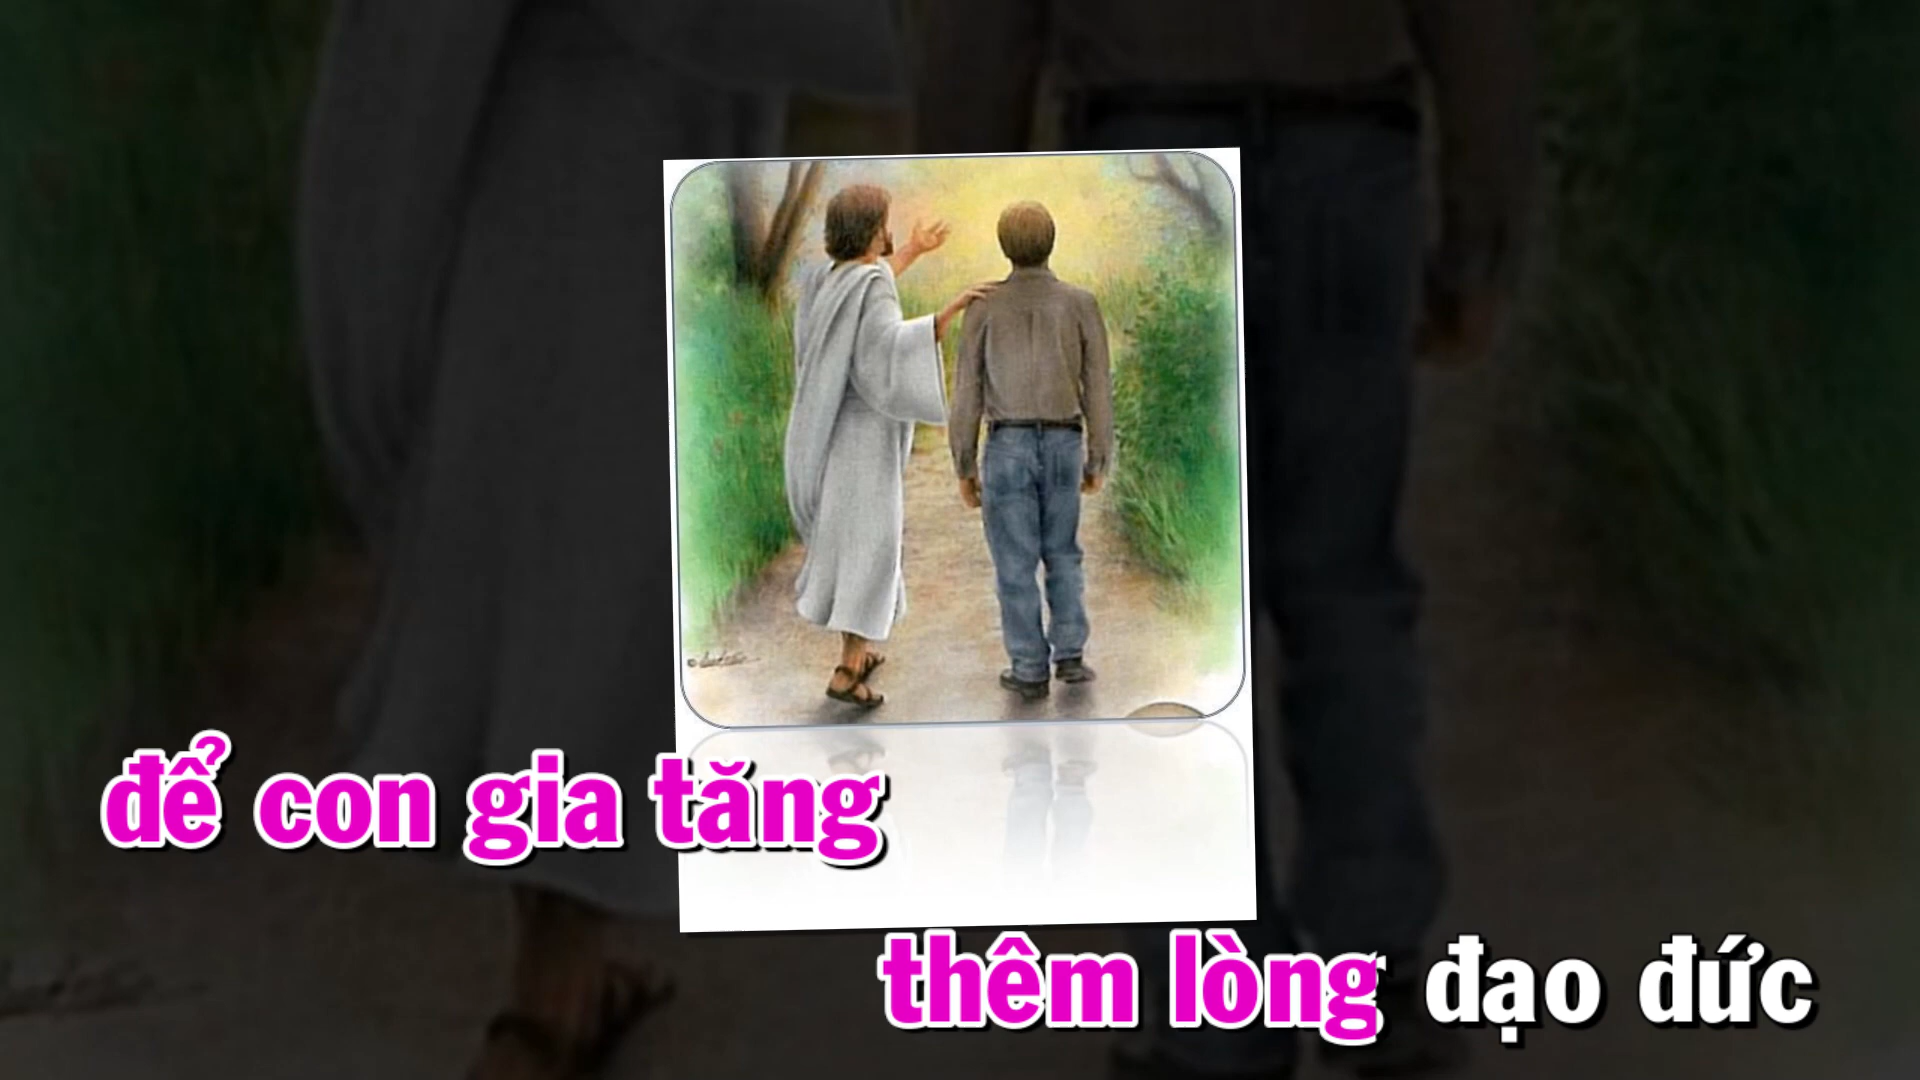 để con gia tăng
thêm lòng đạo đức